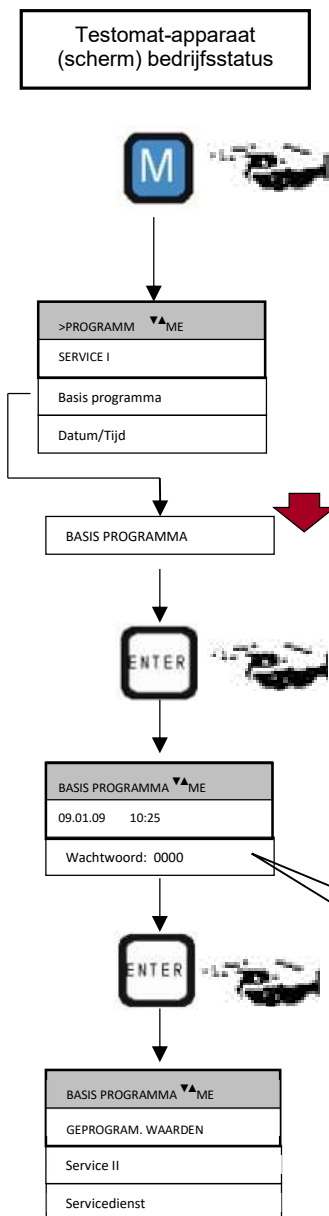 Testomat-apparaat
(scherm) bedrijfsstatus
M
>PROGRAMM ▼▲ME
SERVICE I
Basis programma
Datum/Tijd
BASIS PROGRAMMA
ENTER
BASIS PROGRAMMA ▼▲ME
09.01.09 10:25
Wachtwoord: 0000
ENTER
BASIS PROGRAMMA ▼▲ME
GEPROGRAM. WAARDEN
Service II
Servicedienst